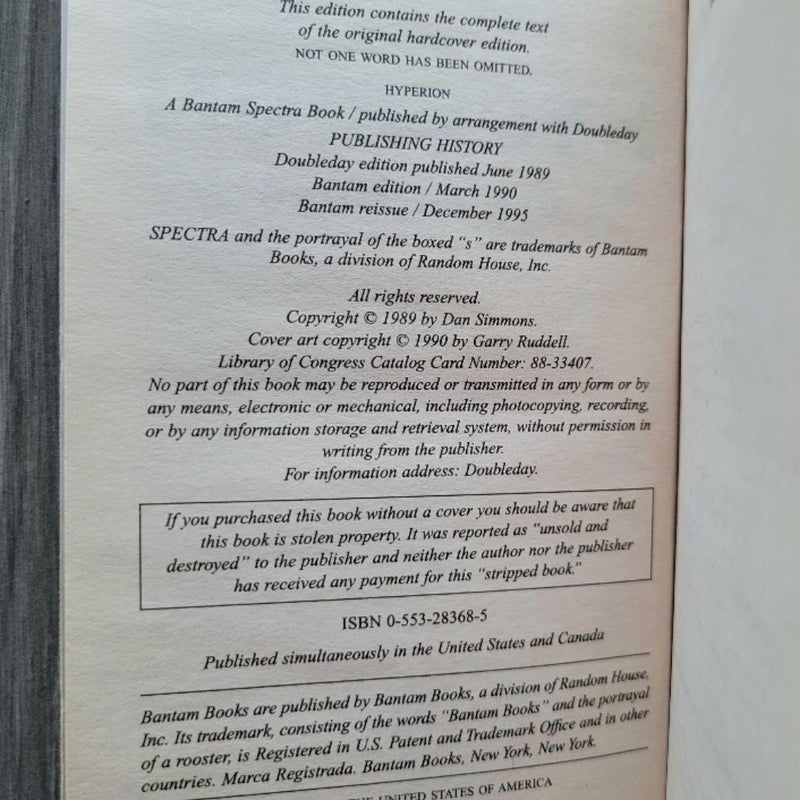 This edition contains the complete text
of the original hardcover edition.
NOT ONE WORD HAS BEEN OMITTED.
HYPERION
A Bantam Spectra Book / published by arrangement with Doubleday
PUBLISHING HISTORY
Doubleday edition published June 1989
Bantam edition / March 1990
Bantam reissue / December 1995
SPECTRA and the portrayal of the boxed "s" are trademarks of Bantam
Books, a division of Random House, Inc.
All rights reserved.
Copyright © 1989 by Dan Simmons.
Cover art copyright © 1990 by Garry Ruddell.
Library of Congress Catalog Card Number: 88-33407.
No part of this book may be reproduced or transmitted in any form or by
any means, electronic or mechanical, including photocopying, recording,
or by any information storage and retrieval system, without permission in
writing from the publisher.
For information address: Doubleday.
If you purchased this book without a cover you should be aware that
this book is stolen property. It was reported as "unsold and
destroyed" to the publisher and neither the author nor the publisher
has received any payment for this "stripped book."
ISBN 0-553-28368-5
Published simultaneously in the United States and Canada
Bantam Books are published by Bantam Books, a division of Random House,
Inc. Its trademark, consisting of the words "Bantam Books" and the portrayal
of a rooster, is Registered in U.S. Patent and Trademark Office and in other
countries. Marca Registrada. Bantam Books, New York, New York.
UNITED STATES OF AMERICA